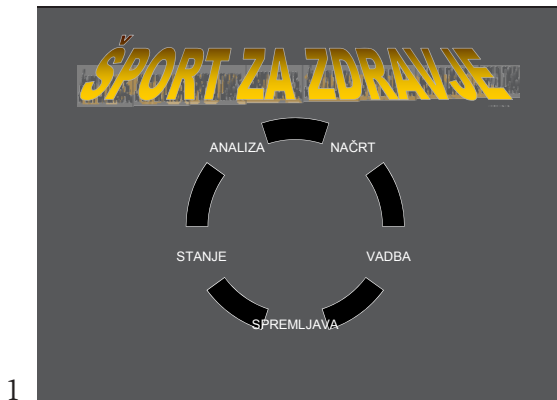 ŠPORT ZA ZDRAVJE
ANALIZA
NAČRT
STANJE
VADBA
SPREMLJAVA
1